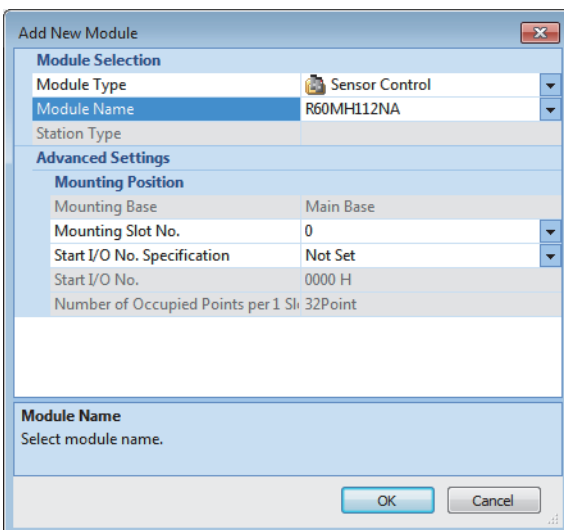 Add New Module
Module Selection
Module Type Sensor Control
Module Name R60MH112NA
Station Type
Advanced Settings
Mounting Position
Mounting Base Main Base
Mounting Slot No. 0
Start I/O No. Specification Not Set
Start I/O No. 0000 H
Number of Occupied Points per 1 Sl 32Point
Module Name
Select module name.
OK Cancel